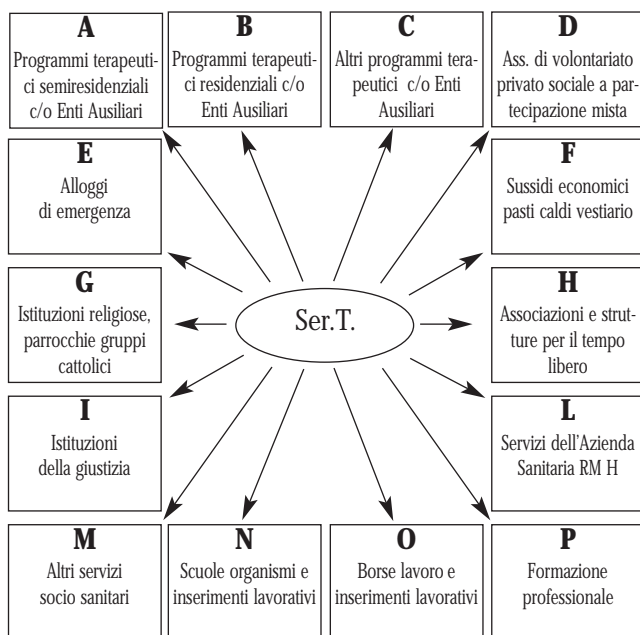 A
Programmi terapeuti-
ci semiresidenziali
c/o Enti Ausiliari
B
Programmi terapeuti-
ci residenziali c/o
Enti Ausiliari
C
Altri programmi tera-
peutici c/o Enti
Ausiliari
D
Ass. di volontariato
privato sociale a par-
tecipazione mista
E
Alloggi
di emergenza
F
Sussidi economici
pasti caldi vestiario
G
Istituzioni religiose,
parrocchie gruppi
cattolici
Ser.T.
H
Associazioni e strut-
ture per il tempo
libero
I
Istituzioni
della giustizia
L
Servizi dell'Azienda
Sanitaria RM H
M
Altri servizi
socio sanitari
N
Scuole organismi e
inserimenti lavorativi
O
Borse lavoro e
inserimenti lavorativi
P
Formazione
professionale